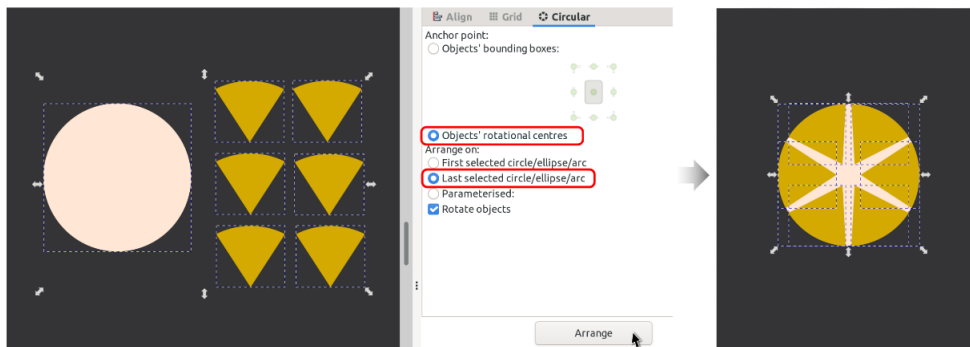 Align Grid Circular
Anchor point:
Objects' bounding boxes:
Objects' rotational centres
Arrange on:
First selected circle/ellipse/arc
Last selected circle/ellipse/arc
Parameterised:
Rotate objects
Arrange